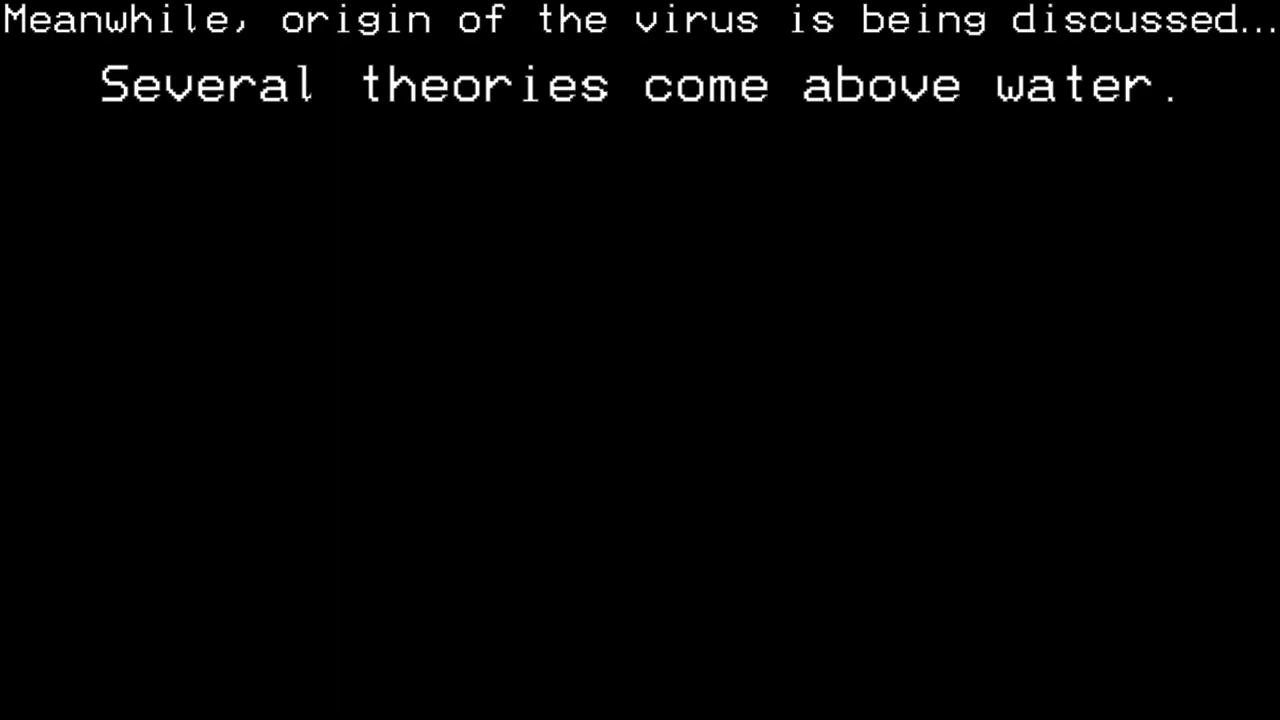 Meanwhile, origin of the virus is being discussed...
Several theories come above water.